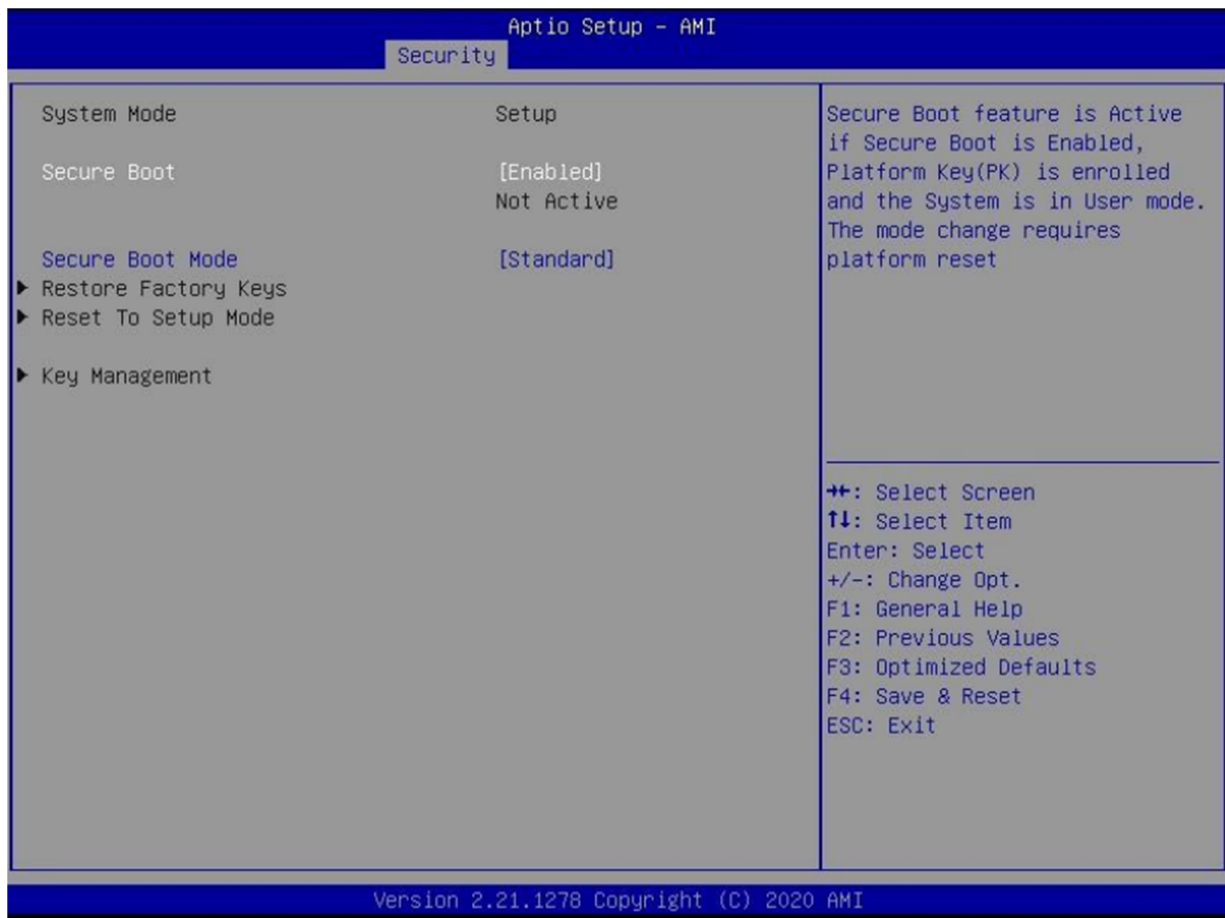 Aptio Setup – AMI
Security
System Mode Setup
Secure Boot [Enabled]
Not Active
Secure Boot Mode [Standard]
▶ Restore Factory Keys
▶ Reset To Setup Mode
▶ Key Management
Secure Boot feature is Active
if Secure Boot is Enabled,
Platform Key(PK) is enrolled
and the System is in User mode.
The mode change requires
platform reset
→←: Select Screen
↑↓: Select Item
Enter: Select
+/-: Change Opt.
F1: General Help
F2: Previous Values
F3: Optimized Defaults
F4: Save & Reset
ESC: Exit
Version 2.21.1278 Copyright (C) 2020 AMI